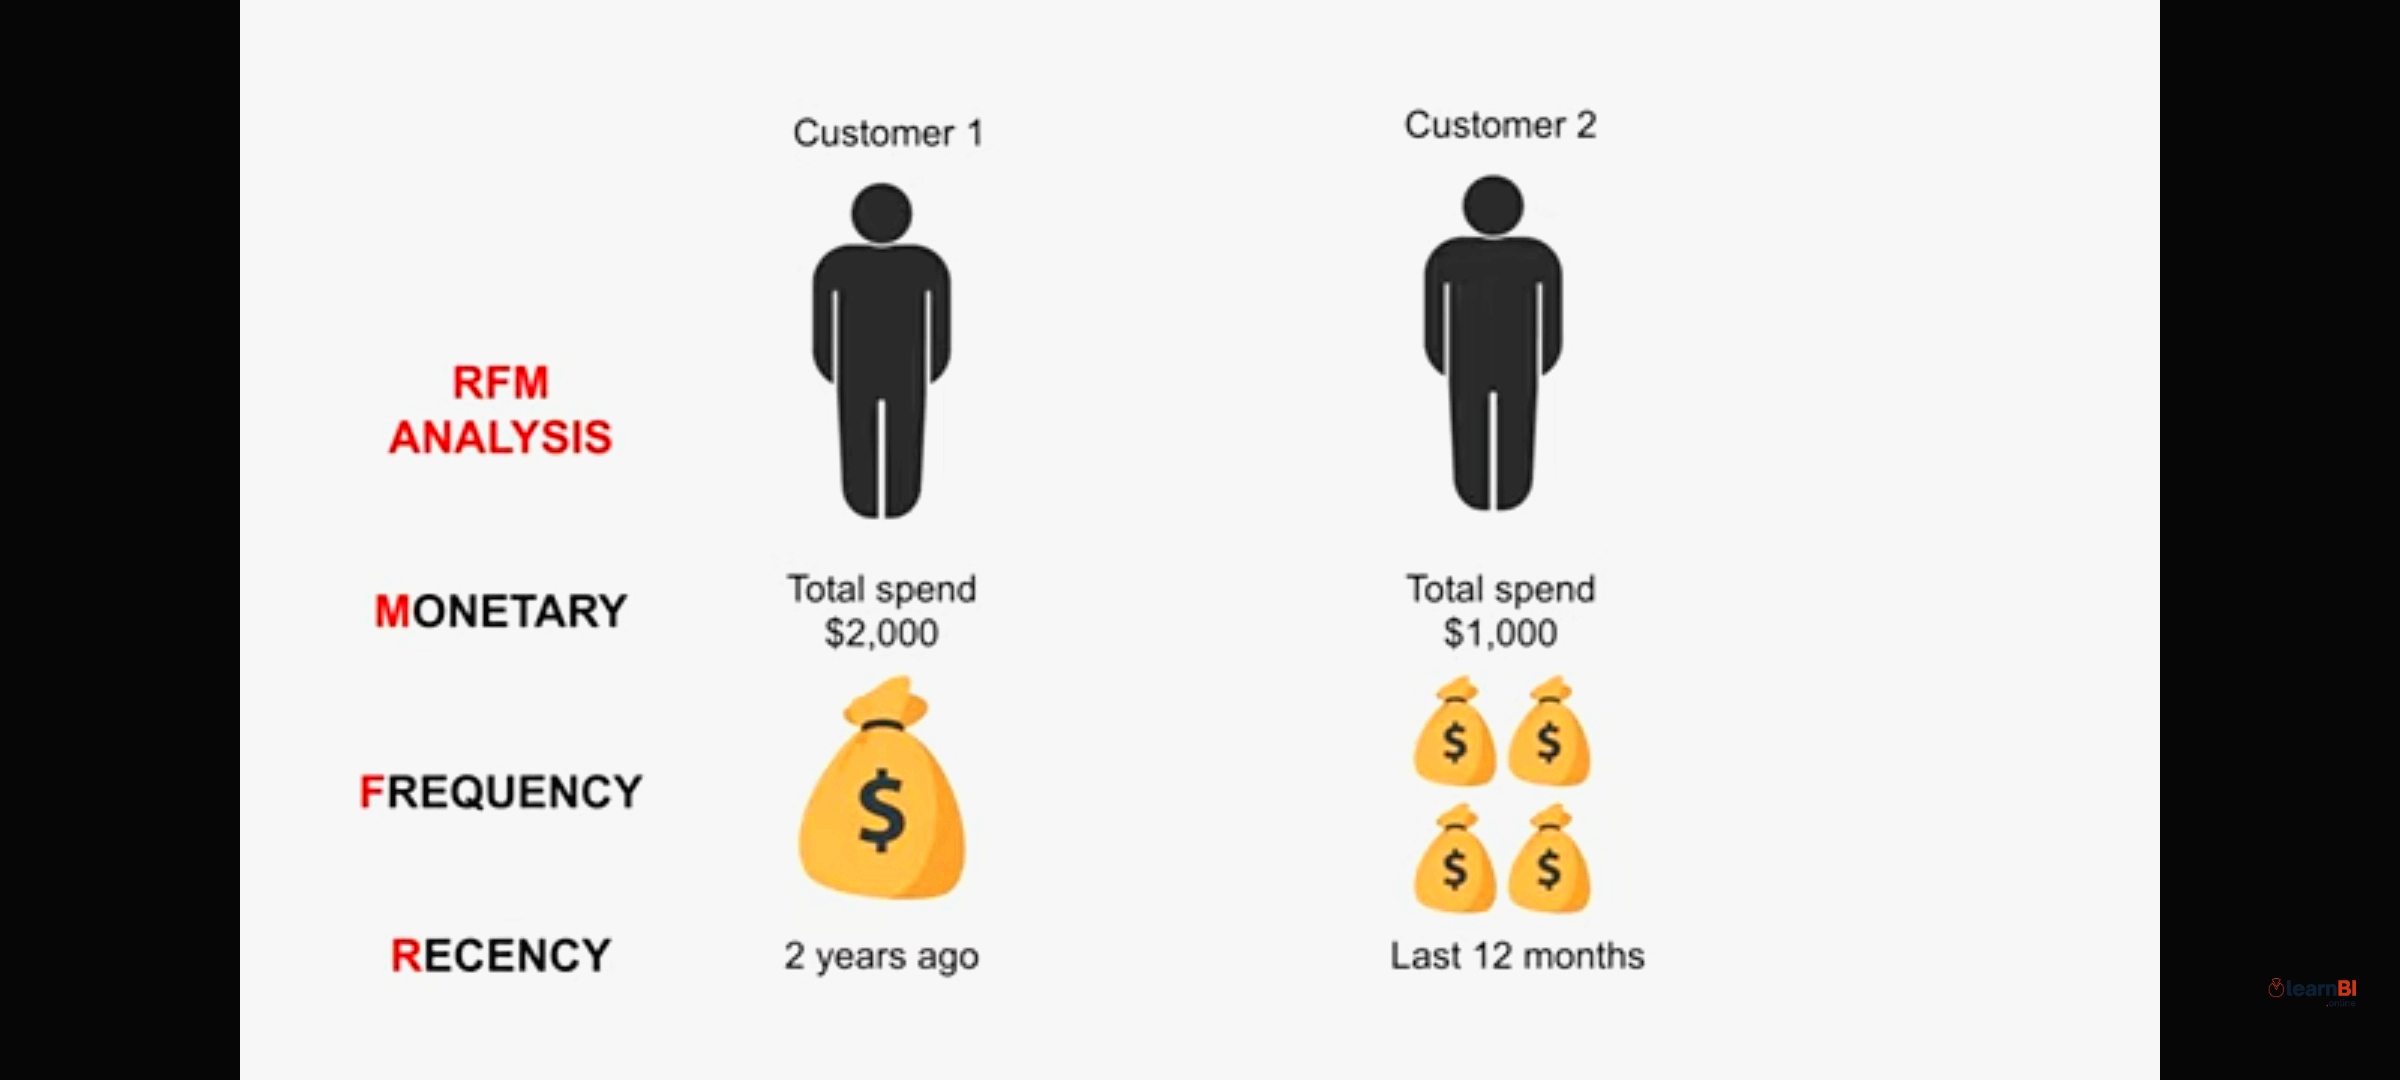 Customer 1
Customer 2
RFM
ANALYSIS
MONETARY
Total spend
$2,000
Total spend
$1,000
FREQUENCY
$
$ $
$ $
RECENCY
2 years ago
Last 12 months
learnBI
.online